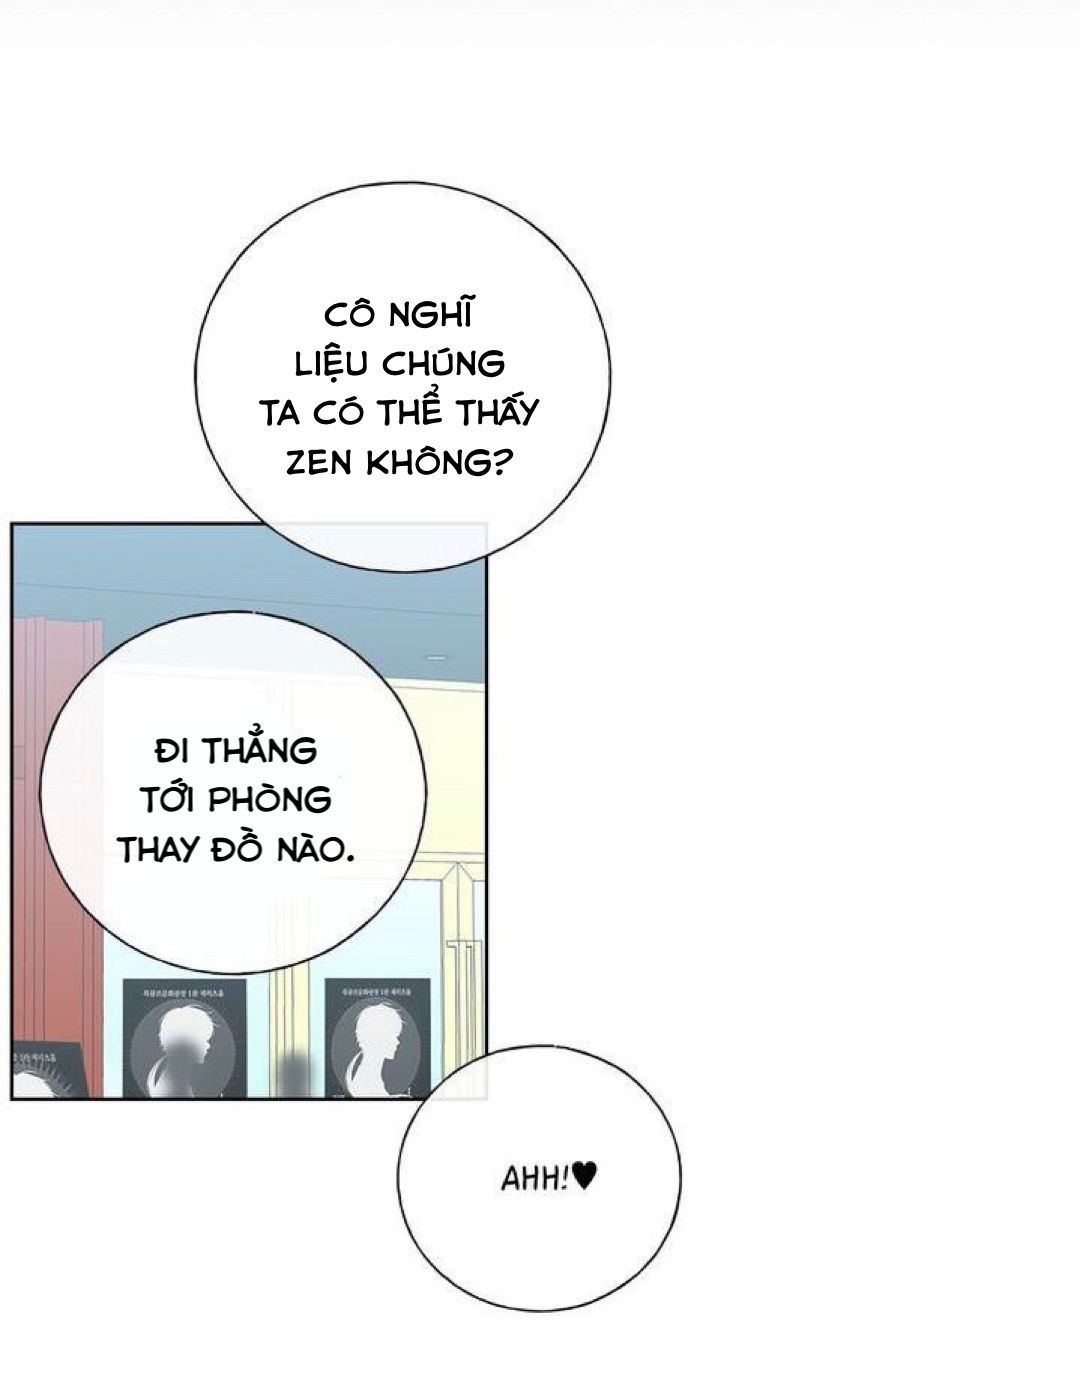 CÔ NGHĨ
LIỆU CHÚNG
TA CÓ THỂ THẤY
ZEN KHÔNG?
ĐI THẲNG
TỚI PHÒNG
THAY ĐỒ NÀO.
AHH!♥